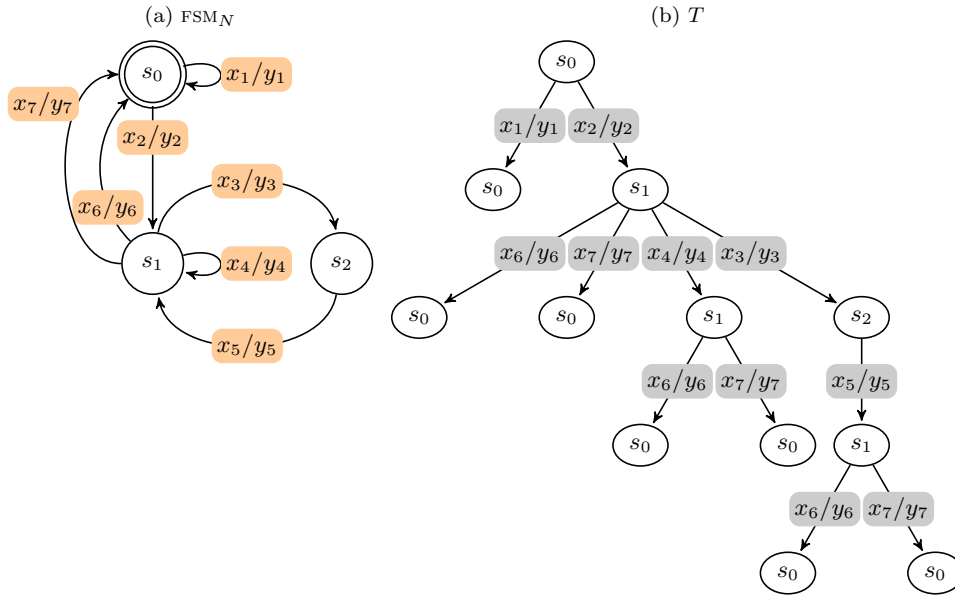 (a) FSM_N
(b) T
s_0
x_1/y_1
x_7/y_7
x_2/y_2
x_3/y_3
x_6/y_6
s_1
x_4/y_4
s_2
x_5/y_5
s_0
x_1/y_1 x_2/y_2
s_0 s_1
x_6/y_6 x_7/y_7 x_4/y_4 x_3/y_3
s_0 s_0 s_1 s_2
x_6/y_6 x_7/y_7 x_5/y_5
s_0 s_0 s_1
x_6/y_6 x_7/y_7
s_0 s_0